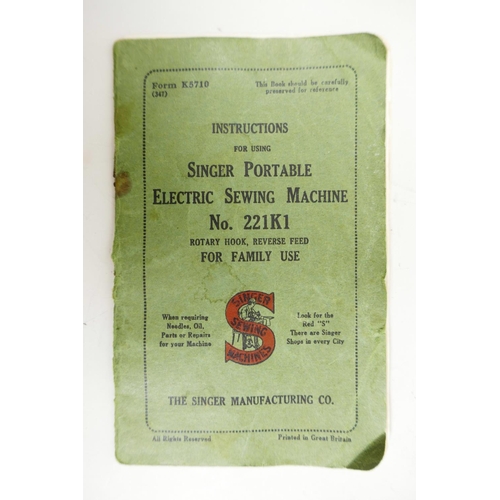 Form K5710
(347)
This Book should be carefully
preserved for reference
INSTRUCTIONS
FOR USING
SINGER PORTABLE
ELECTRIC SEWING MACHINE
No. 221K1
ROTARY HOOK, REVERSE FEED
FOR FAMILY USE
When requiring
Needles, Oil,
Parts or Repairs
for your Machine
SINGER
SEWING
MACHINES
Look for the
Red "S"
There are Singer
Shops in every City
THE SINGER MANUFACTURING CO.
All Rights Reserved
Printed in Great Britain